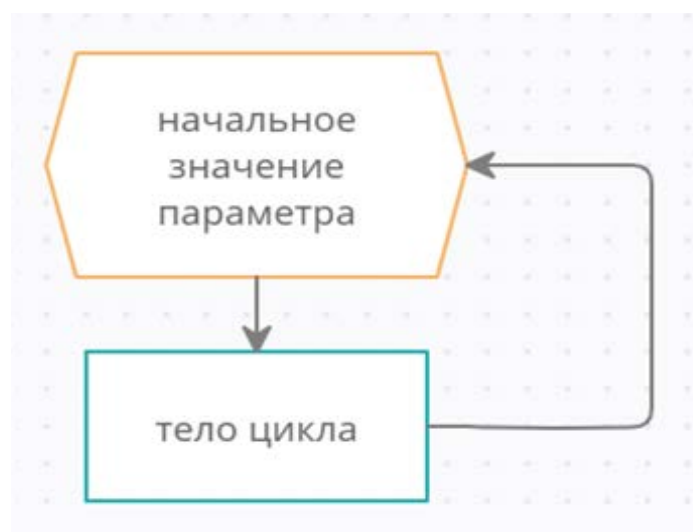 начальное
значение
параметра
тело цикла